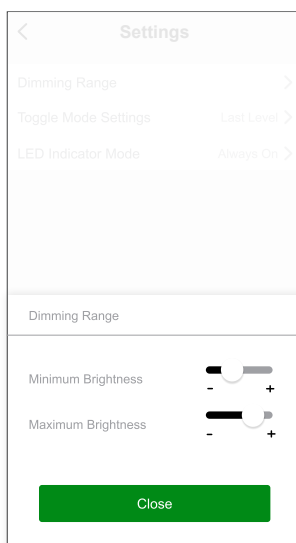 Settings
Dimming Range
Toggle Mode Settings Last Level
LED Indicator Mode Always On
Dimming Range
Minimum Brightness
- +
Maximum Brightness
- +
Close